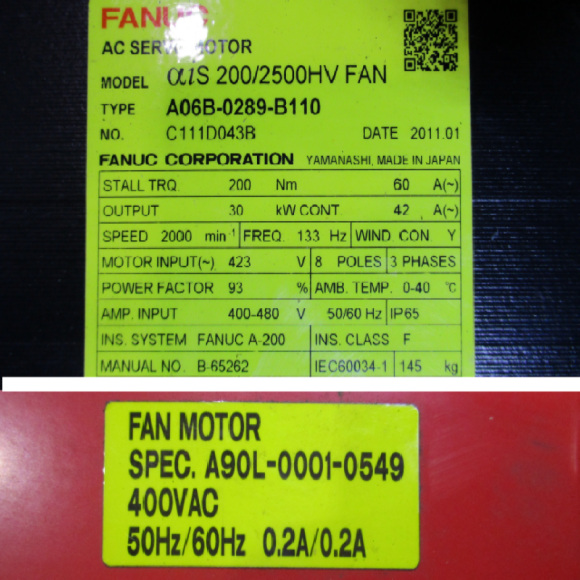 FANUC
AC SERVO MOTOR
MODEL αiS 200/2500HV FAN
TYPE A06B-0289-B110
NO. C111D043B DATE 2011.01
FANUC CORPORATION YAMANASHI, MADE IN JAPAN
STALL TRQ. 200 Nm 60 A(~)
OUTPUT 30 kW CONT. 42 A(~)
SPEED 2000 min⁻¹ FREQ. 133 Hz WIND. CON. Y
MOTOR INPUT(~) 423 V 8 POLES 3 PHASES
POWER FACTOR 93 % AMB. TEMP. 0-40 °C
AMP. INPUT 400-480 V 50/60 Hz IP65
INS. SYSTEM FANUC A-200 INS. CLASS F
MANUAL NO. B-65262 IEC60034-1 145 kg
FAN MOTOR
SPEC. A90L-0001-0549
400VAC
50Hz/60Hz 0.2A/0.2A